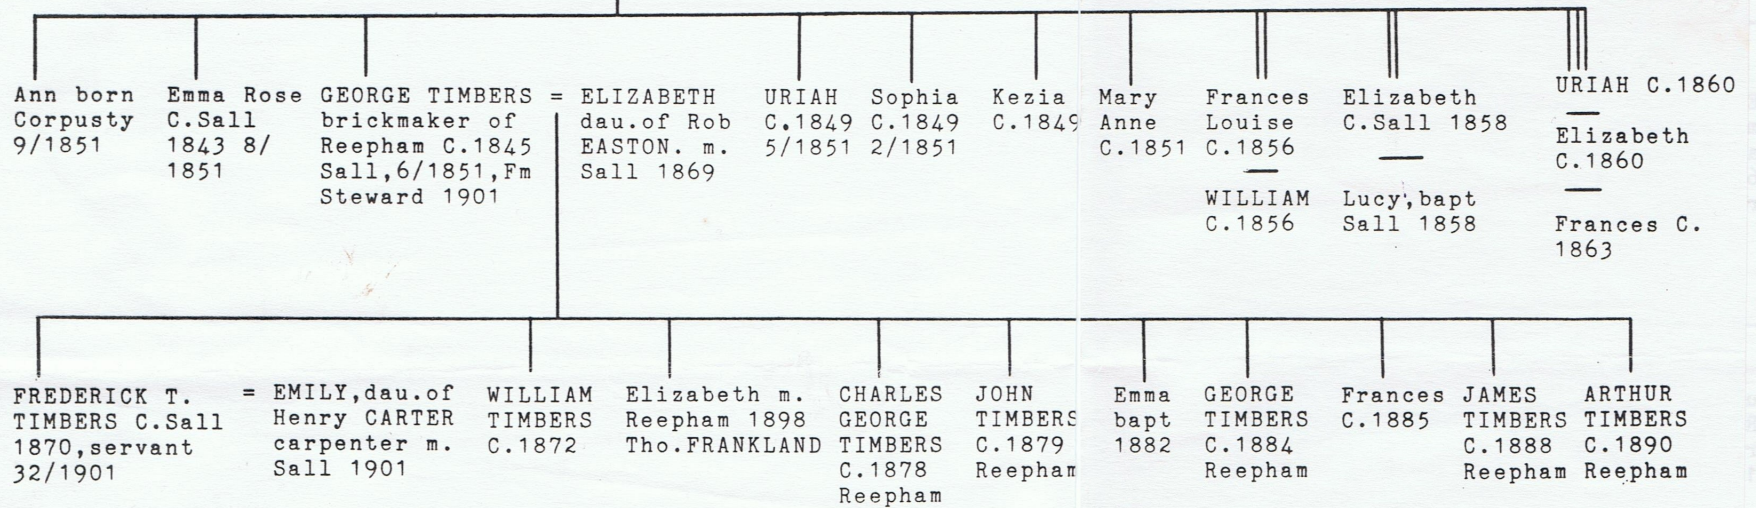 Ann born
Corpusty
9/1851
Emma Rose
C.Sall
1843 8/
1851
GEORGE TIMBERS =
brickmaker of
Reepham C.1845
Sall,6/1851,Fm
Steward 1901
ELIZABETH
dau.of Rob
EASTON. m.
Sall 1869
URIAH
C.1849
5/1851
Sophia
C.1849
2/1851
Kezia
C.1849
Mary
Anne
C.1851
Frances
Louise
C.1856
WILLIAM
C.1856
Elizabeth
C.Sall 1858
Lucy,bapt
Sall 1858
URIAH C.1860
Elizabeth
C.1860
Frances C.
1863
FREDERICK T.
TIMBERS C.Sall
1870,servant
32/1901
= EMILY,dau.of
Henry CARTER
carpenter m.
Sall 1901
WILLIAM
TIMBERS
C.1872
Elizabeth m.
Reepham 1898
Tho.FRANKLAND
CHARLES
GEORGE
TIMBERS
C.1878
Reepham
JOHN
TIMBERS
C.1879
Reepham
Emma
bapt
1882
GEORGE
TIMBERS
C.1884
Reepham
Frances
C.1885
JAMES
TIMBERS
C.1888
Reepham
ARTHUR
TIMBERS
C.1890
Reepham